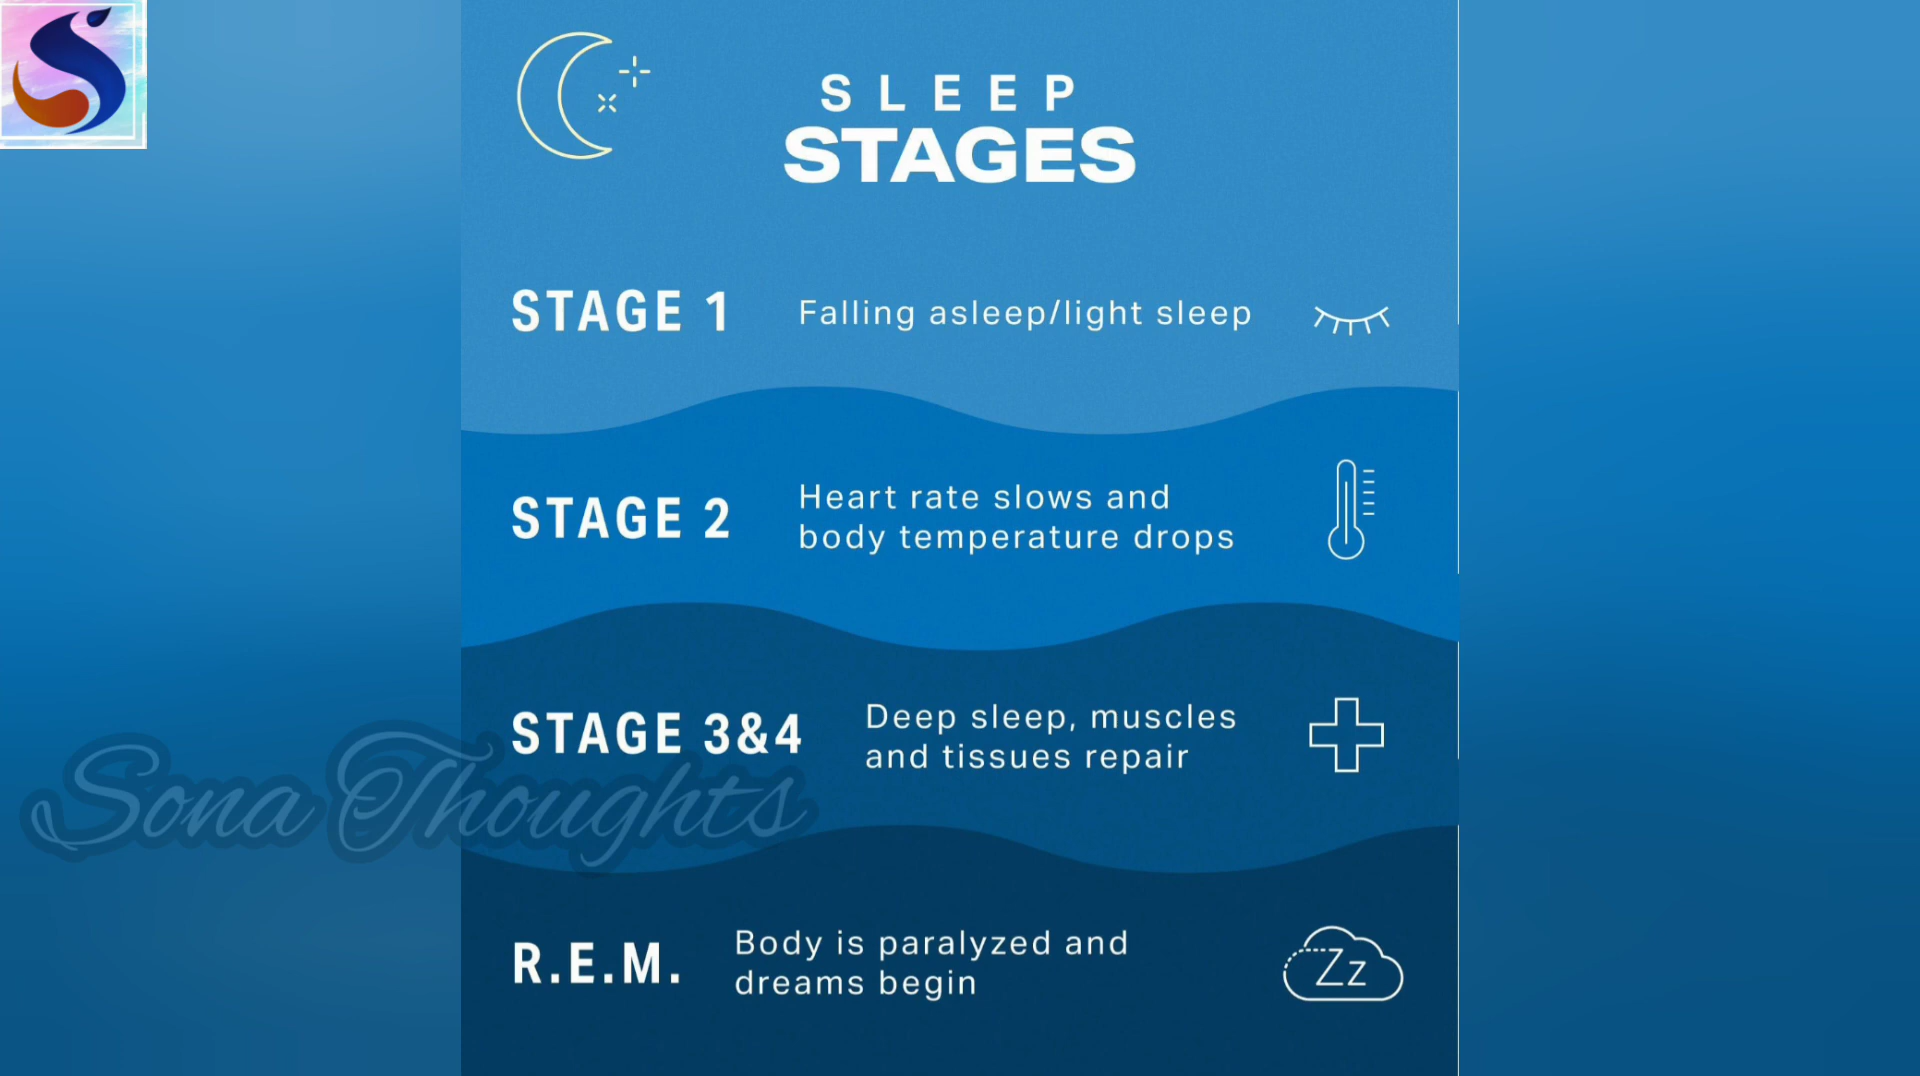 SLEEP
STAGES
STAGE 1
Falling asleep/light sleep
STAGE 2
Heart rate slows and
body temperature drops
STAGE 3&4
Deep sleep, muscles
and tissues repair
Sona Thoughts
R.E.M.
Body is paralyzed and
dreams begin
Zz